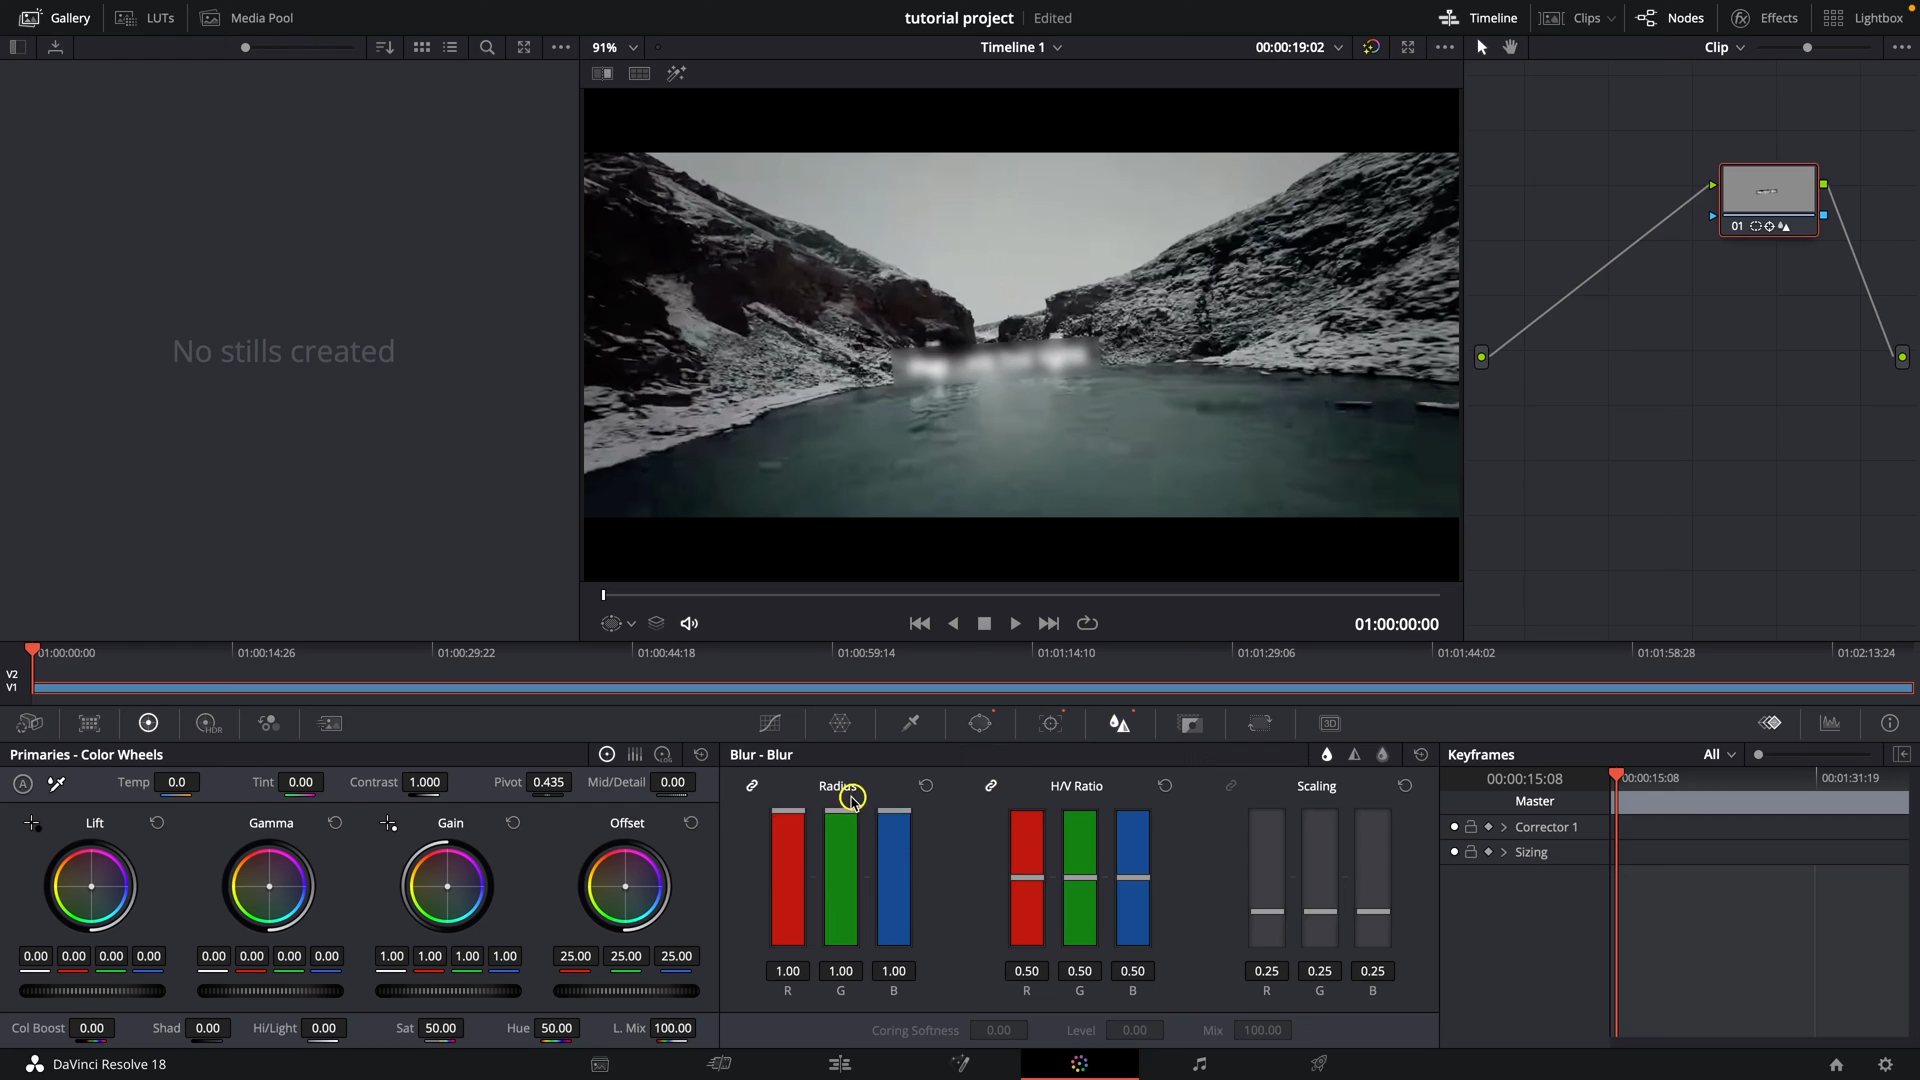 Gallery LUTs Media Pool tutorial project Edited Timeline Clips Nodes Effects Lightbox
91% Timeline 1 00:00:19:02 Clip
No stills created
01
01:00:00:00
01:00:00:00 01:00:14:26 01:00:29:22 01:00:44:18 01:00:59:14 01:01:14:10 01:01:29:06 01:01:44:02 01:01:58:28 01:02:13:24
V2
V1
HDR 3D
Primaries - Color Wheels LOG Blur - Blur Keyframes All
A Temp 0.0 Tint 0.00 Contrast 1.000 Pivot 0.435 Mid/Detail 0.00 Radius H/V Ratio Scaling 00:00:15:08 00:00:15:08 00:01:31:19
Master
Lift Gamma Gain Offset Corrector 1
Sizing
0.00 0.00 0.00 0.00 0.00 0.00 0.00 0.00 1.00 1.00 1.00 1.00 25.00 25.00 25.00
1.00 1.00 1.00 0.50 0.50 0.50 0.25 0.25 0.25
R G B R G B R G B
Col Boost 0.00 Shad 0.00 Hi/Light 0.00 Sat 50.00 Hue 50.00 L. Mix 100.00 Coring Softness 0.00 Level 0.00 Mix 100.00
DaVinci Resolve 18